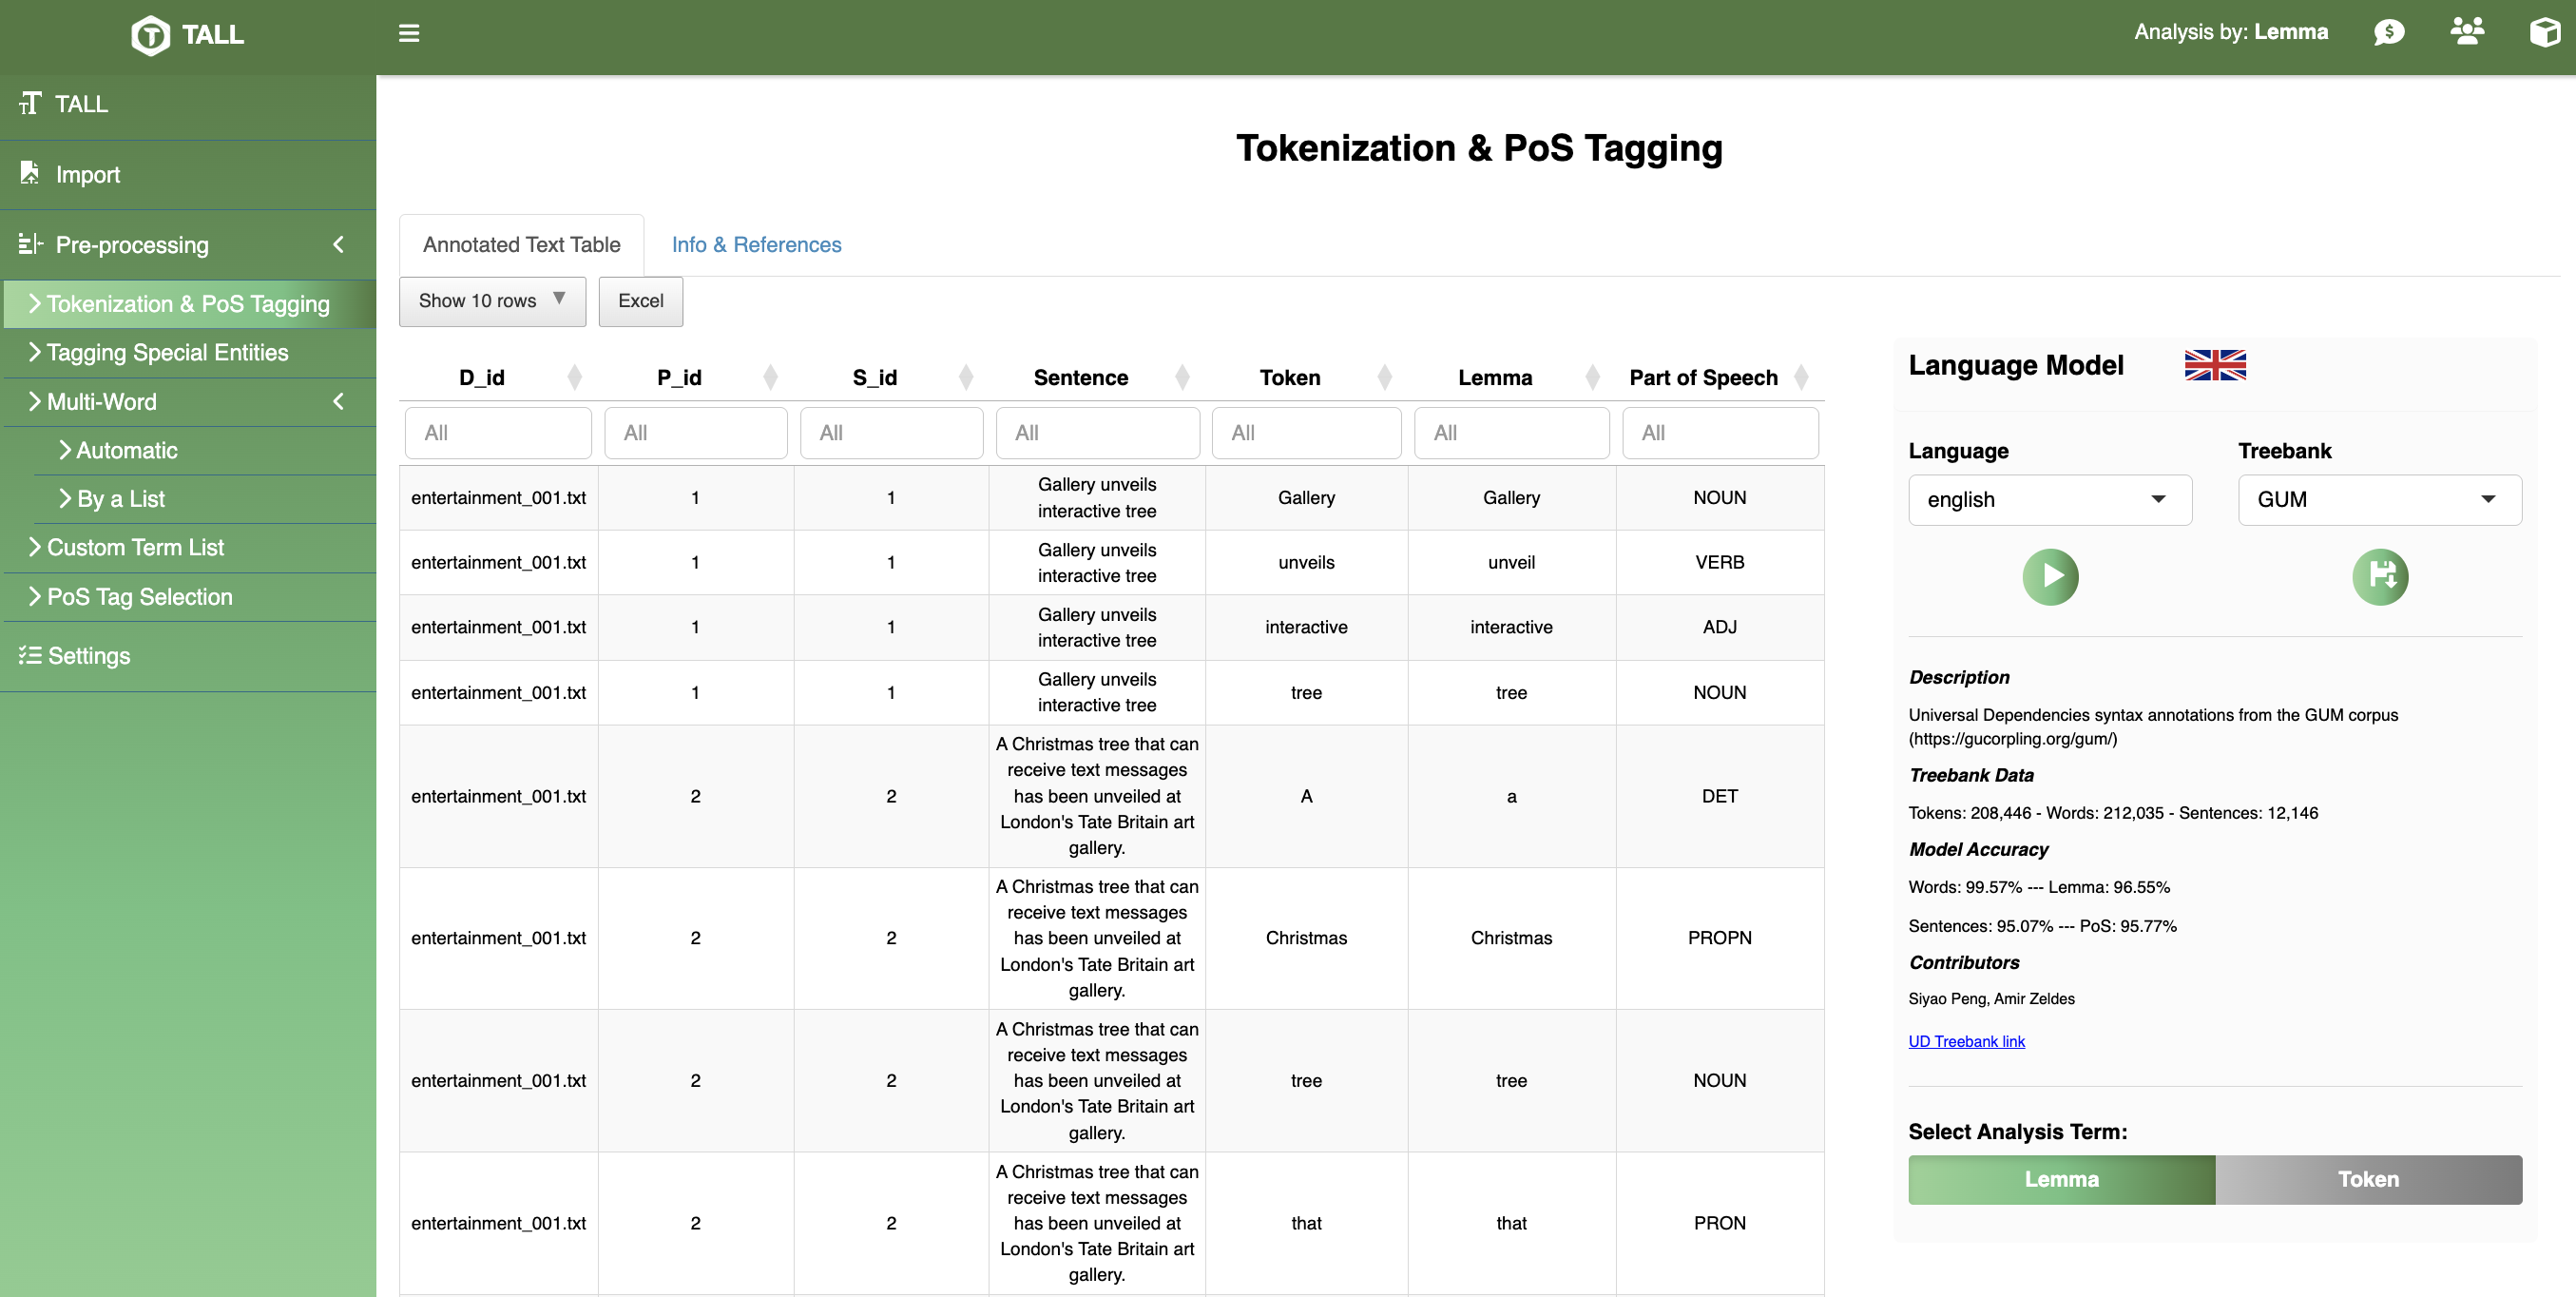 TALL
Analysis by: Lemma
TALL
Import
Pre-processing
Tokenization & PoS Tagging
Tagging Special Entities
Multi-Word
Automatic
By a List
Custom Term List
PoS Tag Selection
Settings
Tokenization & PoS Tagging
Annotated Text Table Info & References
Show 10 rows ▼ Excel
D_id P_id S_id Sentence Token Lemma Part of Speech
All All All All All All All
entertainment_001.txt 1 1 Gallery unveils
interactive tree Gallery Gallery NOUN
entertainment_001.txt 1 1 Gallery unveils
interactive tree unveils unveil VERB
entertainment_001.txt 1 1 Gallery unveils
interactive tree interactive interactive ADJ
entertainment_001.txt 1 1 Gallery unveils
interactive tree tree tree NOUN
entertainment_001.txt 2 2 A Christmas tree that can
receive text messages
has been unveiled at
London's Tate Britain art
gallery. A a DET
entertainment_001.txt 2 2 A Christmas tree that can
receive text messages
has been unveiled at
London's Tate Britain art
gallery. Christmas Christmas PROPN
entertainment_001.txt 2 2 A Christmas tree that can
receive text messages
has been unveiled at
London's Tate Britain art
gallery. tree tree NOUN
entertainment_001.txt 2 2 A Christmas tree that can
receive text messages
has been unveiled at
London's Tate Britain art
gallery. that that PRON
Language Model
Language Treebank
english GUM
Description
Universal Dependencies syntax annotations from the GUM corpus
(https://gucorpling.org/gum/)
Treebank Data
Tokens: 208,446 - Words: 212,035 - Sentences: 12,146
Model Accuracy
Words: 99.57% --- Lemma: 96.55%
Sentences: 95.07% --- PoS: 95.77%
Contributors
Siyao Peng, Amir Zeldes
UD Treebank link
Select Analysis Term:
Lemma Token